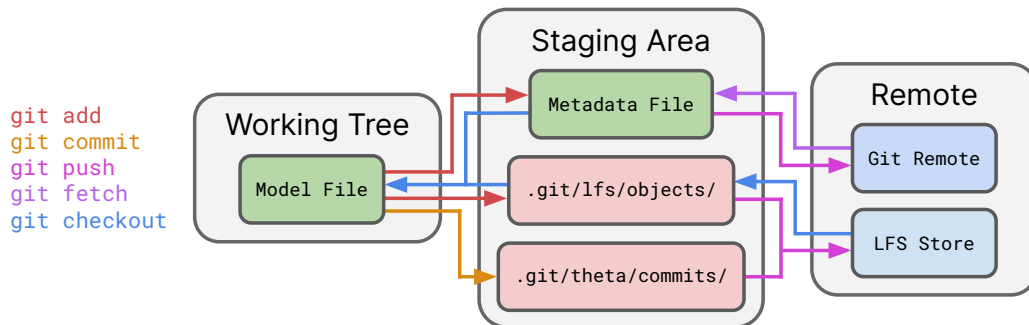 git add
git commit
git push
git fetch
git checkout
Working Tree
Model File
Staging Area
Metadata File
.git/lfs/objects/
.git/theta/commits/
Remote
Git Remote
LFS Store